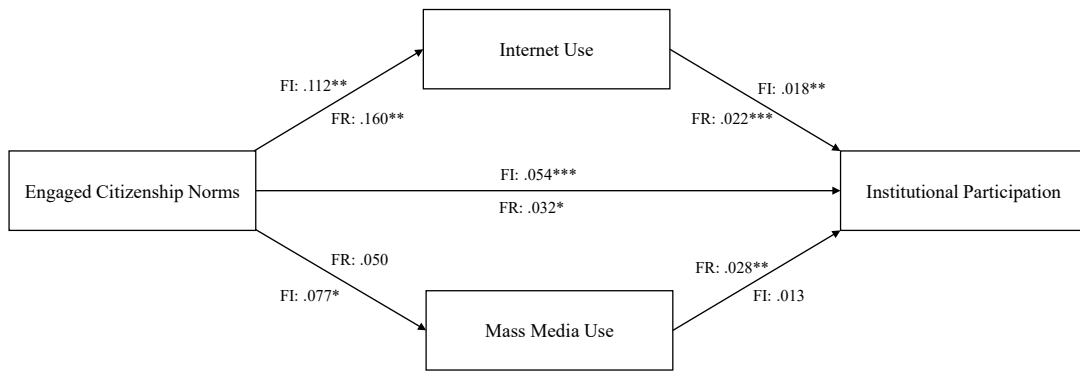 Internet Use
FI: .112**
FI: .018**
FR: .160**
FR: .022***
Engaged Citizenship Norms
FI: .054***
FR: .032*
Institutional Participation
FR: .050
FR: .028**
FI: .077*
FI: .013
Mass Media Use